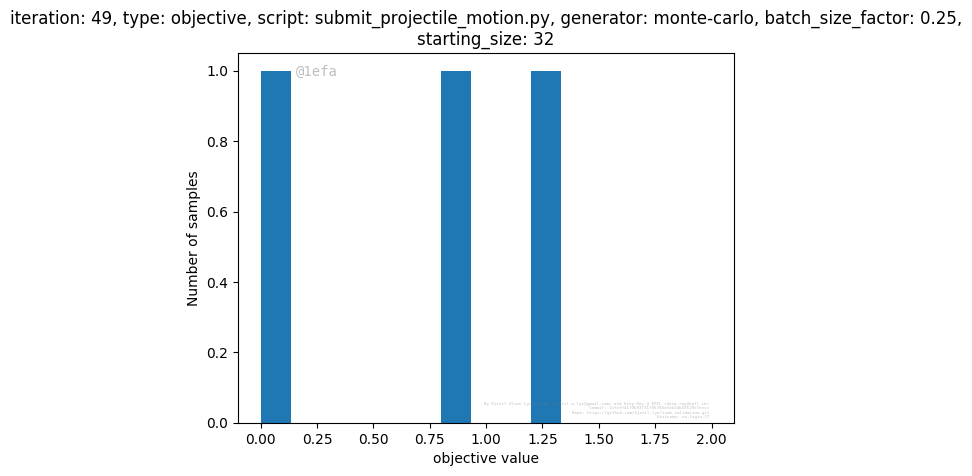 iteration: 49, type: objective, script: submit_projectile_motion.py, generator: monte-carlo, batch_size_factor: 0.25,
starting_size: 32
@1efa
1.0
0.8
0.6
0.4
0.2
0.0
Number of samples
0.00 0.25 0.50 0.75 1.00 1.25 1.50 1.75 2.00
objective value